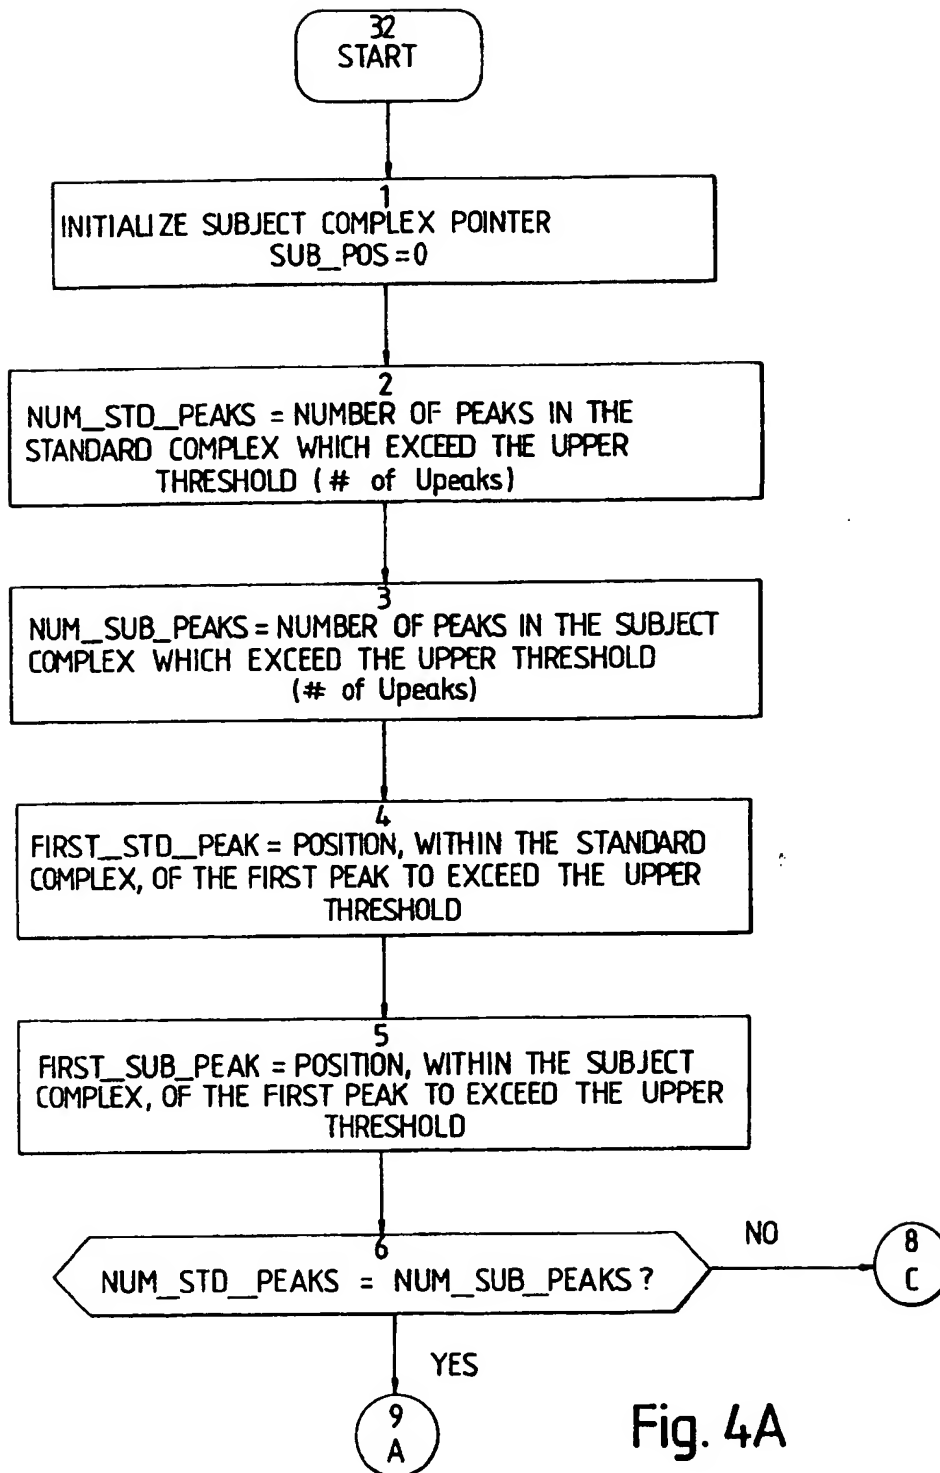 32
START
1
INITIALIZE SUBJECT COMPLEX POINTER
SUB_POS=0
2
NUM_STD_PEAKS = NUMBER OF PEAKS IN THE
STANDARD COMPLEX WHICH EXCEED THE UPPER
THRESHOLD (# of Upeaks)
3
NUM_SUB_PEAKS = NUMBER OF PEAKS IN THE SUBJECT
COMPLEX WHICH EXCEED THE UPPER THRESHOLD
(# of Upeaks)
4
FIRST_STD_PEAK = POSITION, WITHIN THE STANDARD
COMPLEX, OF THE FIRST PEAK TO EXCEED THE UPPER
THRESHOLD
5
FIRST_SUB_PEAK = POSITION, WITHIN THE SUBJECT
COMPLEX, OF THE FIRST PEAK TO EXCEED THE UPPER
THRESHOLD
6
NUM_STD_PEAKS = NUM_SUB_PEAKS?
NO
8
C
YES
9
A
Fig. 4A